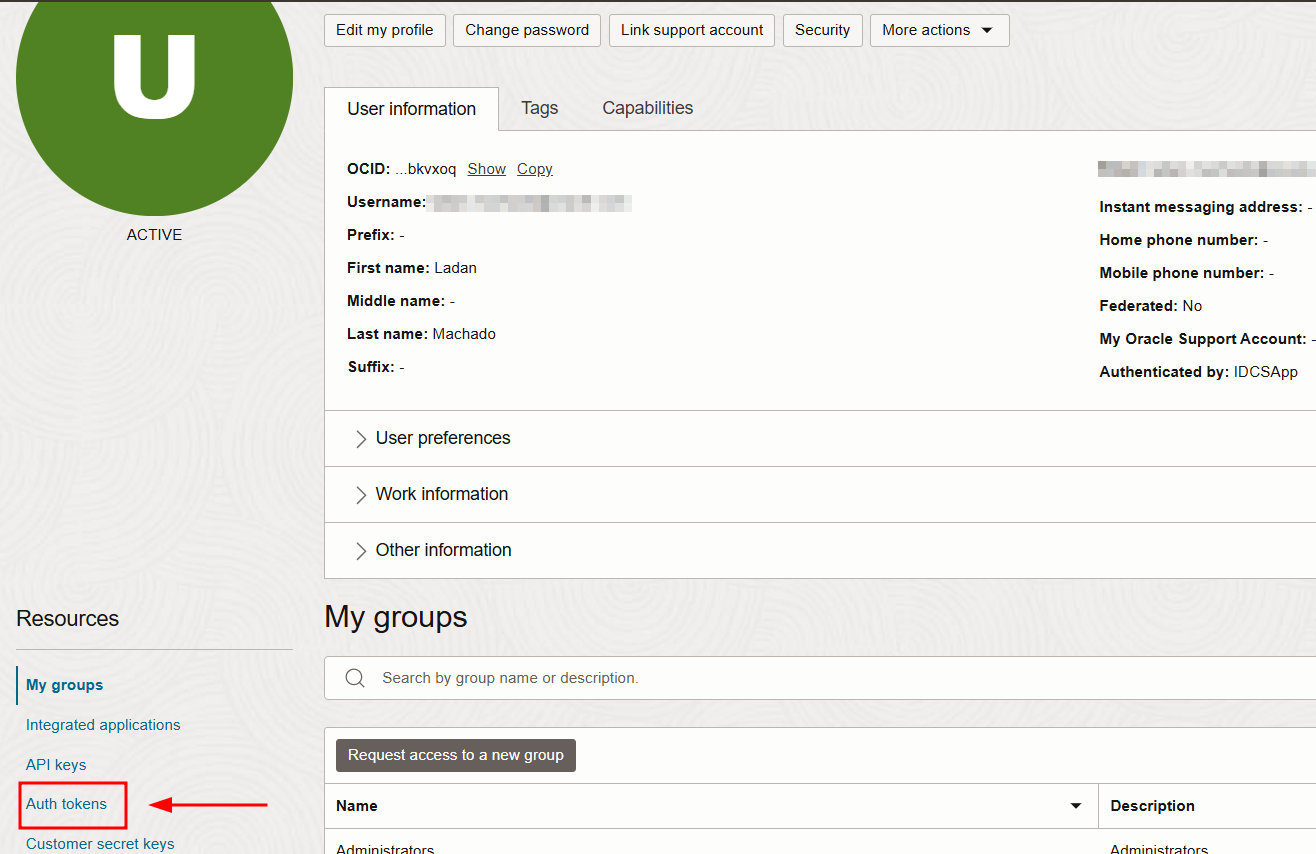 U
ACTIVE
Edit my profile Change password Link support account Security More actions
User information Tags Capabilities
OCID: ...bkvxoq Show Copy
Username:
Prefix: -
First name: Ladan
Middle name: -
Last name: Machado
Suffix: -
Instant messaging address: -
Home phone number: -
Mobile phone number: -
Federated: No
My Oracle Support Account: -
Authenticated by: IDCSApp
User preferences
Work information
Other information
Resources
My groups
Integrated applications
API keys
Auth tokens
Customer secret keys
My groups
Search by group name or description.
Request access to a new group
Name Description
Administrators Administrators